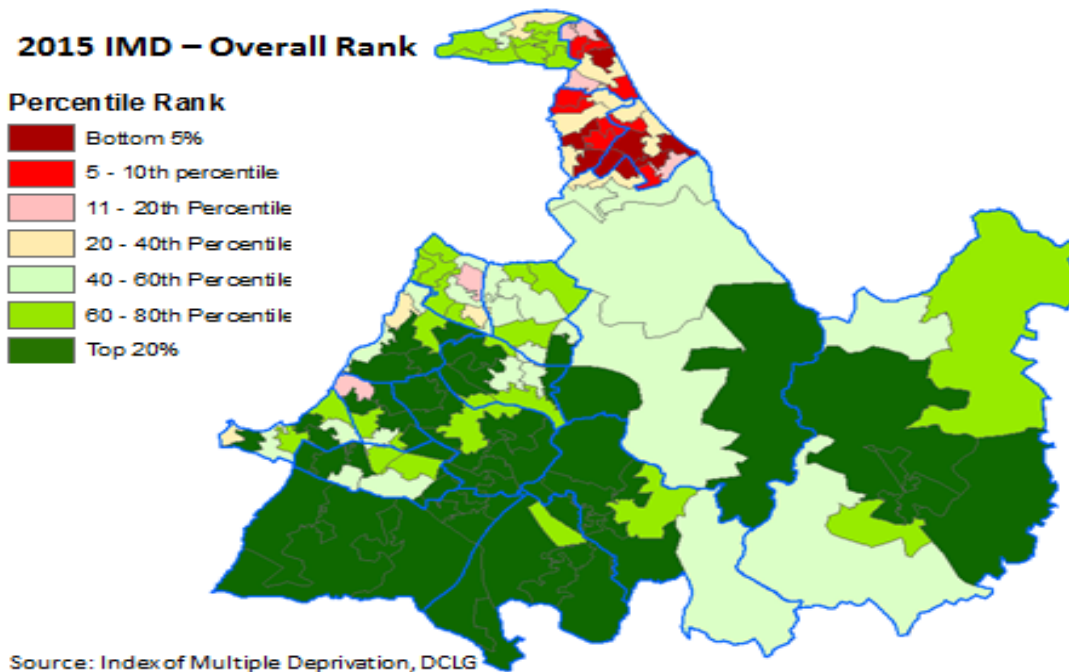 2015 IMD – Overall Rank
Percentile Rank
Bottom 5%
5 - 10th percentile
11 - 20th Percentile
20 - 40th Percentile
40 - 60th Percentile
60 - 80th Percentile
Top 20%
Source: Index of Multiple Deprivation, DCLG